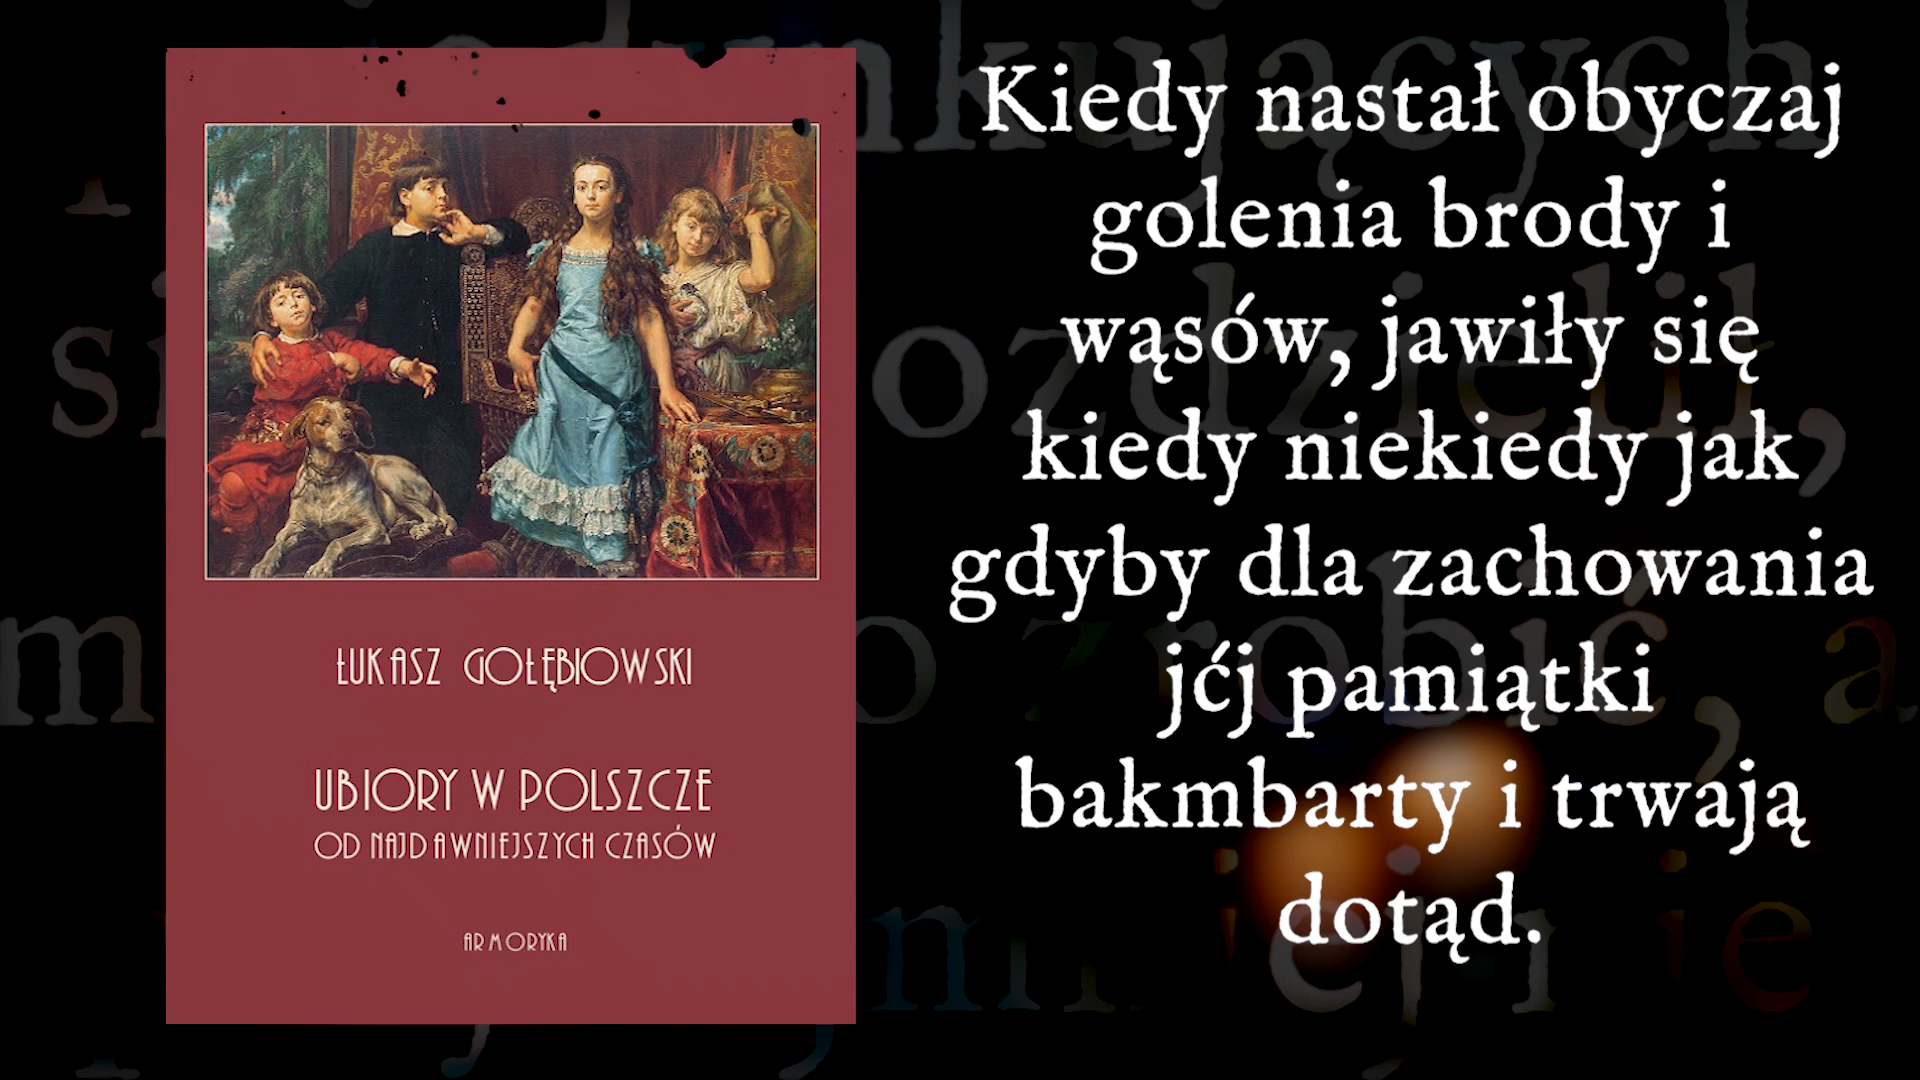 ŁUKASZ GOŁĘBIOWSKI
UBIORY W POLSZCZE
OD NAJDAWNIEJSZYCH CZASÓW
ARMORYKA
Kiedy nastał obyczaj
golenia brody i
wąsów, jawiły się
kiedy niekiedy jak
gdyby dla zachowania
jćj pamiątki
bakmbarty i trwają
dotąd.